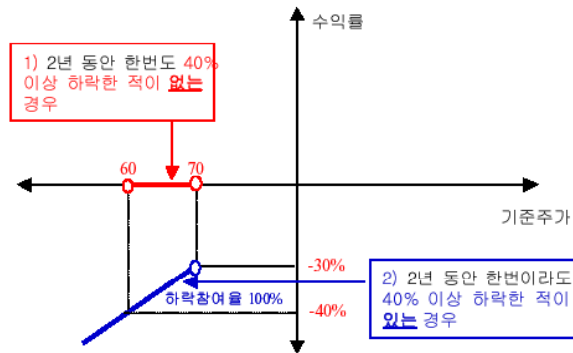 수익률
1) 2년 동안 한번도 40%
이상 하락한 적이 없는
경우
60
70
기준주가
-30%
하락참여율 100%
-40%
2) 2년 동안 한번이라도
40% 이상 하락한 적이
있는 경우